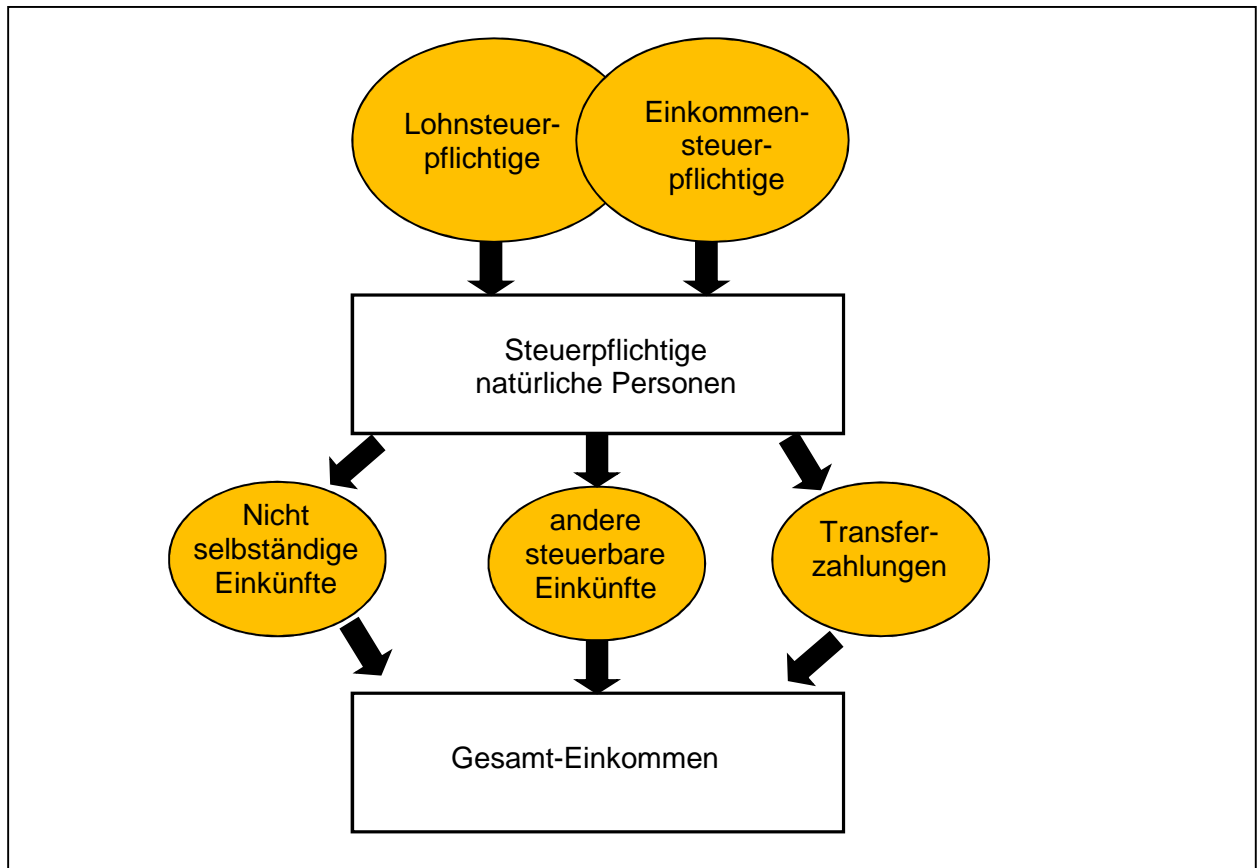 Lohnsteuer-
pflichtige
Einkommen-
steuer-
pflichtige
Steuerpflichtige
natürliche Personen
Nicht
selbständige
Einkünfte
andere
steuerbare
Einkünfte
Transfer-
zahlungen
Gesamt-Einkommen